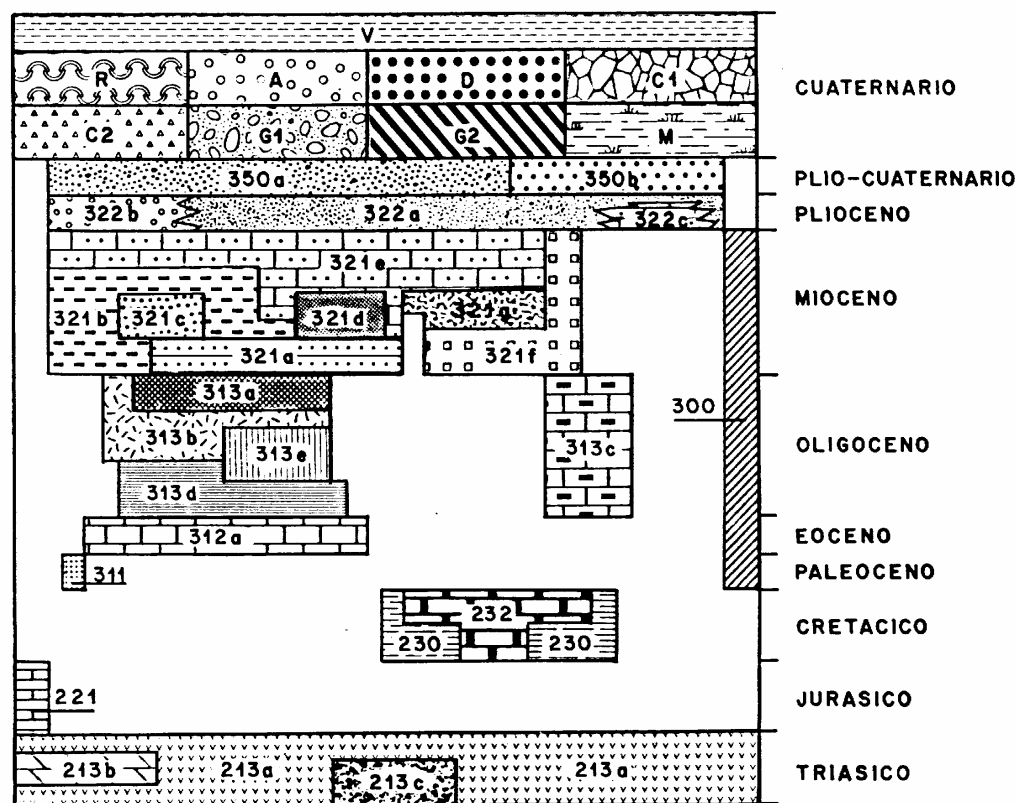 V
R A D C1 CUATERNARIO
C2 G1 G2 M
350a 350b PLIO-CUATERNARIO
322b 322a 322c PLIOCENO
321e
321b 321c 321d 321g MIOCENO
321a 321f
313a 300
313b 313e 313c OLIGOCENO
313d
312a EOCENO
311 PALEOCENO
232 CRETACICO
230 230
221 JURASICO
213b 213a 213c 213a TRIASICO